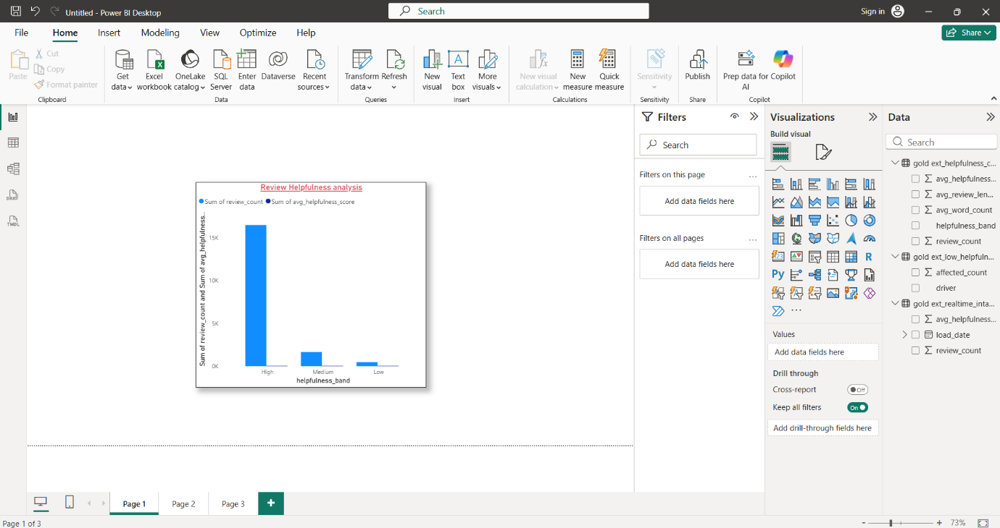 Untitled - Power BI Desktop
Search
Sign in
File Home Insert Modeling View Optimize Help
Share
Paste
Cut
Copy
Format painter
Clipboard
Get data
Excel workbook
OneLake catalog
SQL Server
Enter data
Dataverse
Recent sources
Data
Transform data
Refresh
Queries
New visual
Text box
A
More visuals
Insert
New visual calculation
New measure
Quick measure
Calculations
Sensitivity
Sensitivity
Publish
Share
Prep data for AI
Copilot
Copilot
DAX
TMDL
Review Helpfulness analysis
Sum of review_count Sum of avg_helpfulness_score
Sum of review_count and Sum of avg_helpfulness...
15K
10K
5K
0K
High Medium Low
helpfulness_band
Filters
Search
Filters on this page ...
Add data fields here
Filters on all pages ...
Add data fields here
Visualizations
Build visual
123
R
Py
...
Values
Add data fields here
Drill through
Cross-report Off
Keep all filters On
Add drill-through fields here
Data
Search
gold ext_helpfulness_c...
Σ avg_helpfulness...
Σ avg_review_len...
Σ avg_word_count
helpfulness_band
Σ review_count
gold ext_low_helpfuln...
Σ affected_count
driver
gold ext_realtime_inta...
Σ avg_helpfulness...
load_date
Σ review_count
Page 1 Page 2 Page 3 +
Page 1 of 3
- + 73%